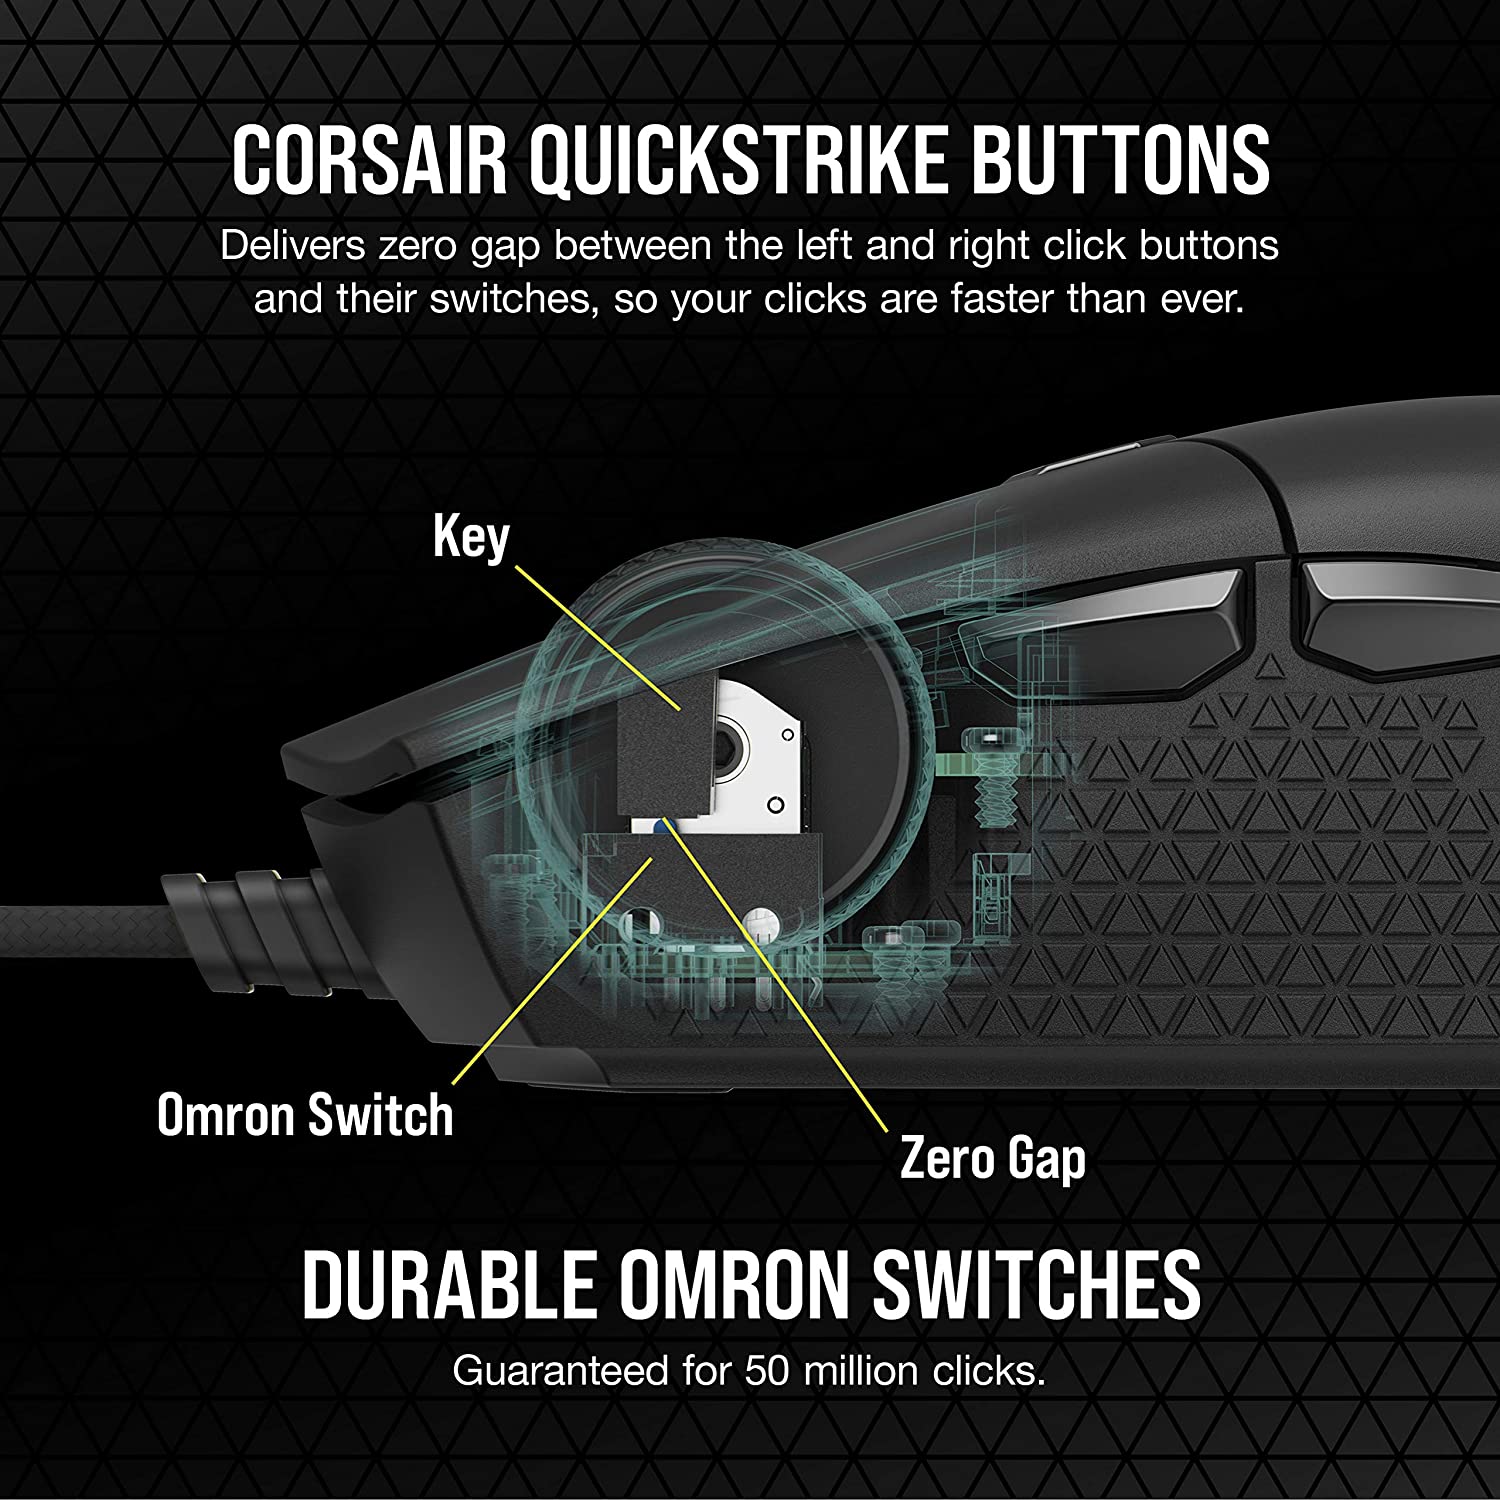 CORSAIR QUICKSTRIKE BUTTONS
Delivers zero gap between the left and right click buttons
and their switches, so your clicks are faster than ever.
Key
Omron Switch
Zero Gap
DURABLE OMRON SWITCHES
Guaranteed for 50 million clicks.